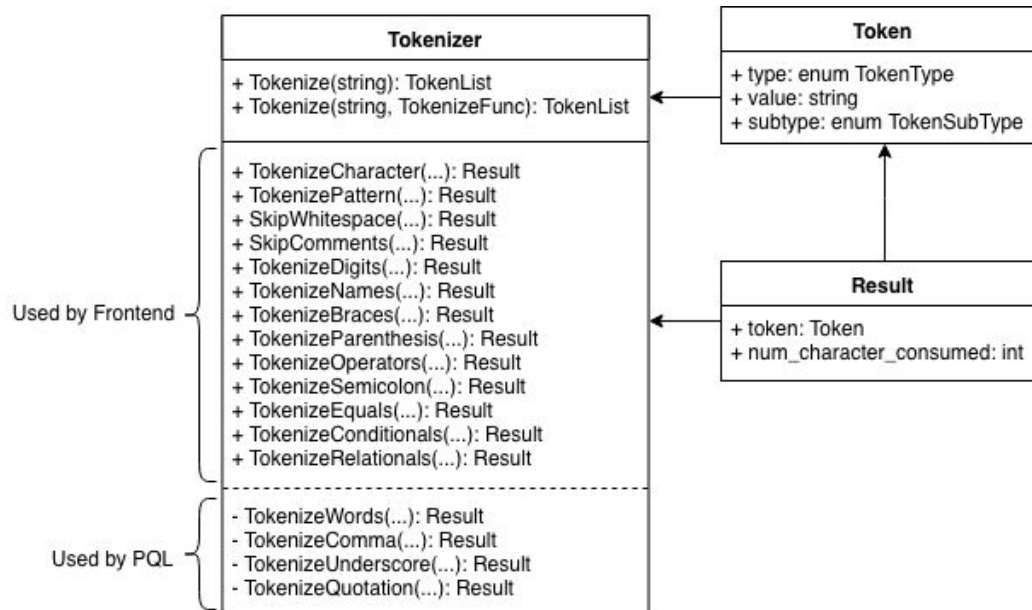 Tokenizer
+ Tokenize(string): TokenList
+ Tokenize(string, TokenizeFunc): TokenList
Used by Frontend
+ TokenizeCharacter(...): Result
+ TokenizePattern(...): Result
+ SkipWhitespace(...): Result
+ SkipComments(...): Result
+ TokenizeDigits(...): Result
+ TokenizeNames(...): Result
+ TokenizeBraces(...): Result
+ TokenizeParenthesis(...): Result
+ TokenizeOperators(...): Result
+ TokenizeSemicolon(...): Result
+ TokenizeEquals(...): Result
+ TokenizeConditionals(...): Result
+ TokenizeRelationals(...): Result
Used by PQL
- TokenizeWords(...): Result
- TokenizeComma(...): Result
- TokenizeUnderscore(...): Result
- TokenizeQuotation(...): Result
Token
+ type: enum TokenType
+ value: string
+ subtype: enum TokenSubType
Result
+ token: Token
+ num_character_consumed: int